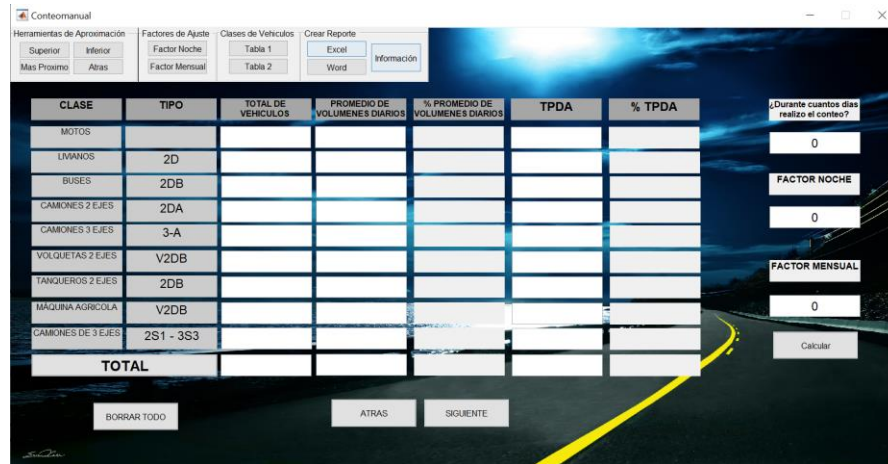 Conteomanual
Herramientas de Aproximación Factores de Ajuste Clases de Vehiculos Crear Reporte
Superior Inferior Factor Noche Tabla 1 Excel Información
Mas Proximo Atras Factor Mensual Tabla 2 Word
CLASE TIPO TOTAL DE VEHICULOS PROMEDIO DE VOLUMENES DIARIOS % PROMEDIO DE VOLUMENES DIARIOS TPDA % TPDA
¿Durante cuantos dias
realizo el conteo?
0
MOTOS
LIVIANOS 2D
BUSES 2DB
CAMIONES 2 EJES 2DA
CAMIONES 3 EJES 3-A
VOLQUETAS 2 EJES V2DB
TANQUEROS 2 EJES 2DB
MÁQUINA AGRICOLA V2DB
CAMIONES DE 3 EJES 2S1 - 3S3
TOTAL
FACTOR NOCHE
0
FACTOR MENSUAL
0
Calcular
BORRAR TODO ATRAS SIGUIENTE